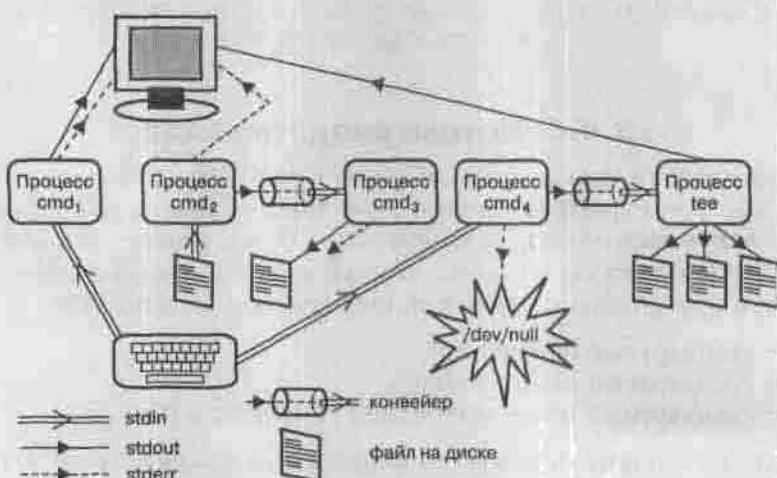 Процесс
cmd₁
Процесс
cmd₂
Процесс
cmd₃
Процесс
cmd₄
Процесс
tee
/dev/null
stdin
stdout
stderr
конвейер
файл на диске